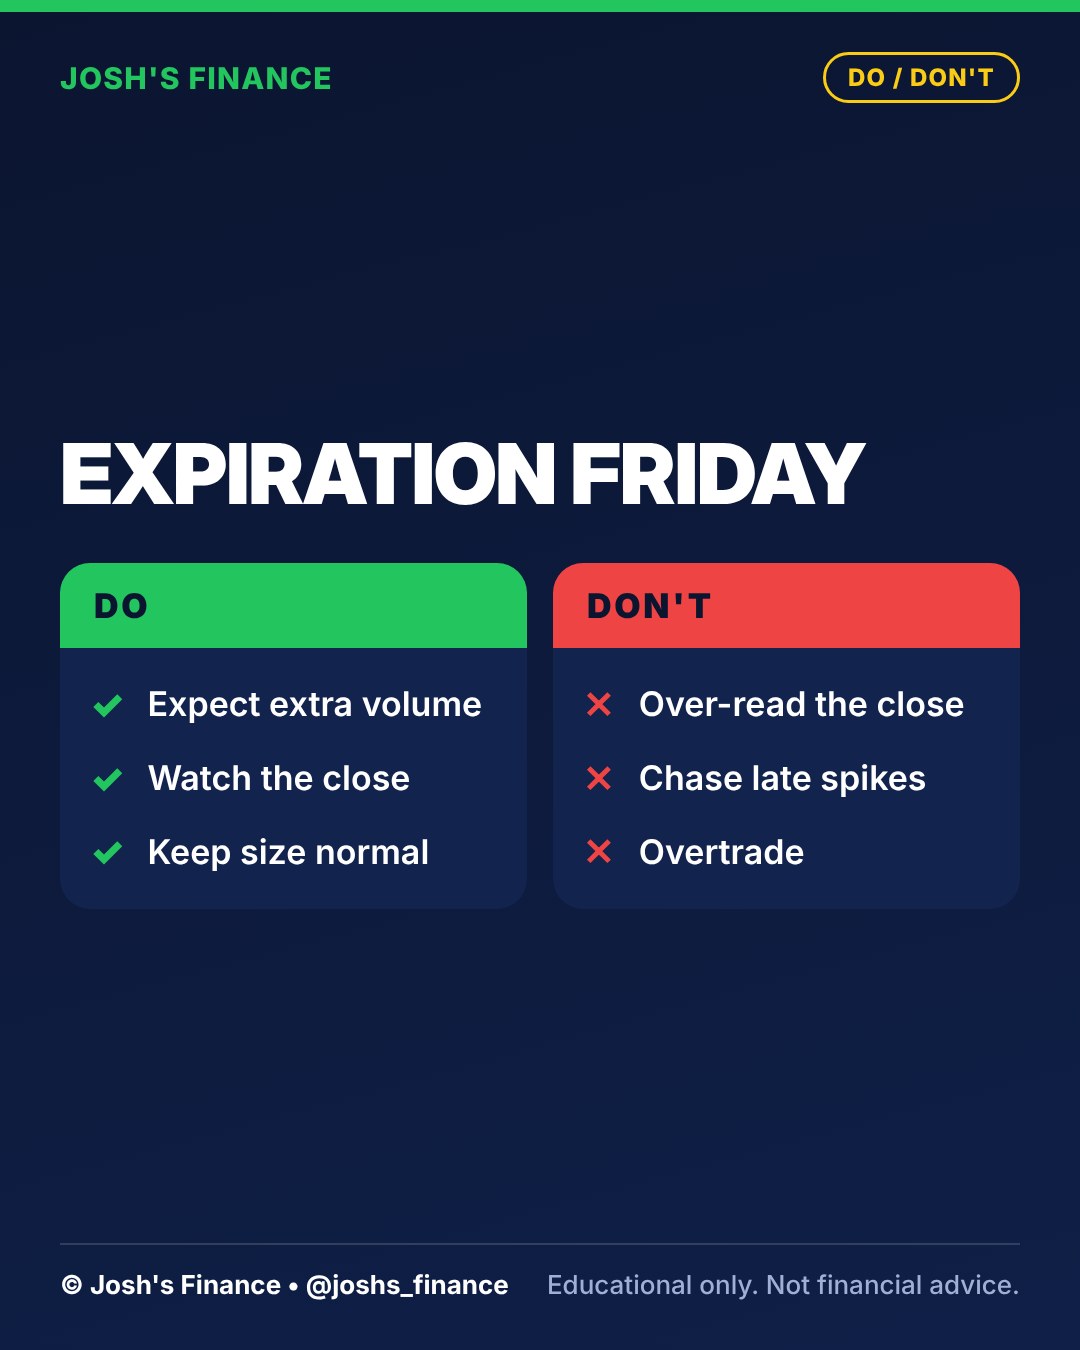 JOSH'S FINANCE
DO / DON'T
EXPIRATION FRIDAY
DO
Expect extra volume
Watch the close
Keep size normal
DON'T
Over-read the close
Chase late spikes
Overtrade
© Josh's Finance • @joshs_finance
Educational only. Not financial advice.